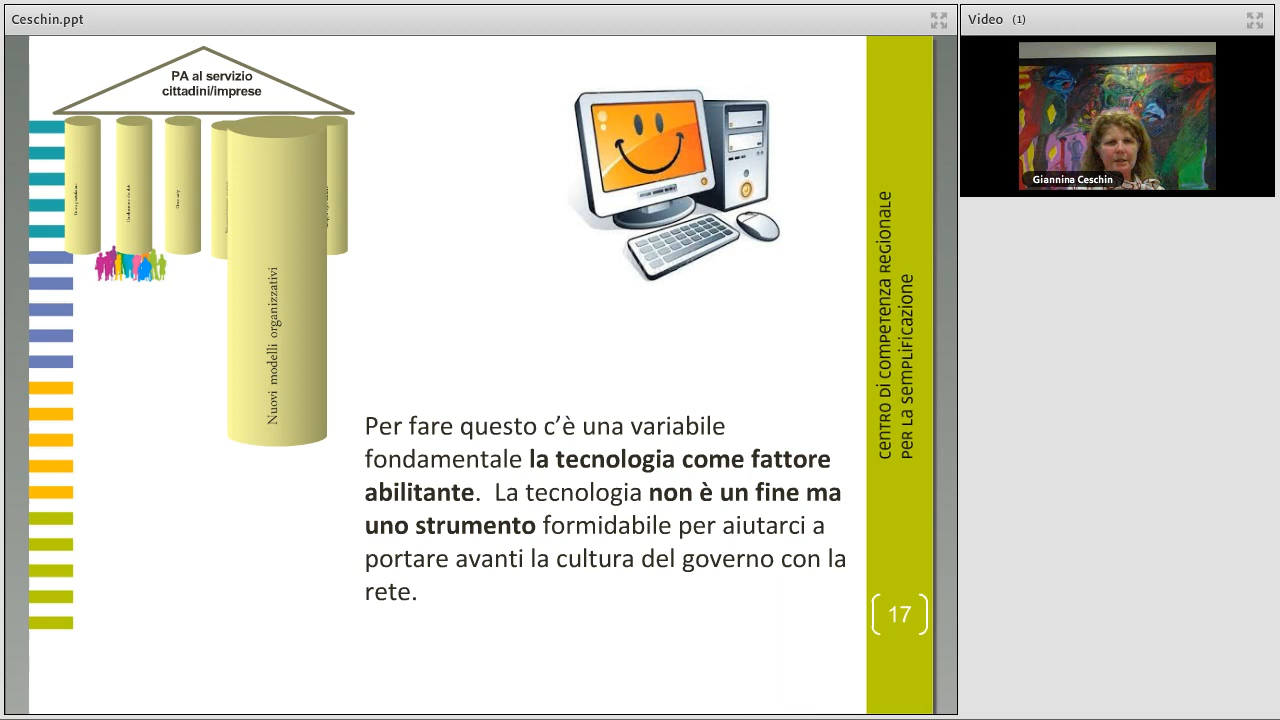 Ceschin.ppt
Video (1)
PA al servizio
cittadini/imprese
Nuovi modelli organizzativi
Per fare questo c’è una variabile
fondamentale la tecnologia come fattore
abilitante. La tecnologia non è un fine ma
uno strumento formidabile per aiutarci a
portare avanti la cultura del governo con la
rete.
CENTRO DI COMPETENZA REGIONALE
PER LA SEMPLIFICAZIONE
17
Giannina Ceschin